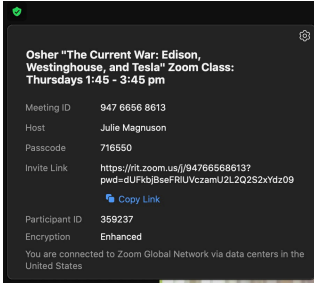 Osher "The Current War: Edison,
Westinghouse, and Tesla" Zoom Class:
Thursdays 1:45 - 3:45 pm
Meeting ID 947 6656 8613
Host Julie Magnuson
Passcode 716550
Invite Link https://rit.zoom.us/j/94766568613?
pwd=dUFkbjBseFRlUVczamU2L2Q2S2xYdz09
Copy Link
Participant ID 359237
Encryption Enhanced
You are connected to Zoom Global Network via data centers in the
United States